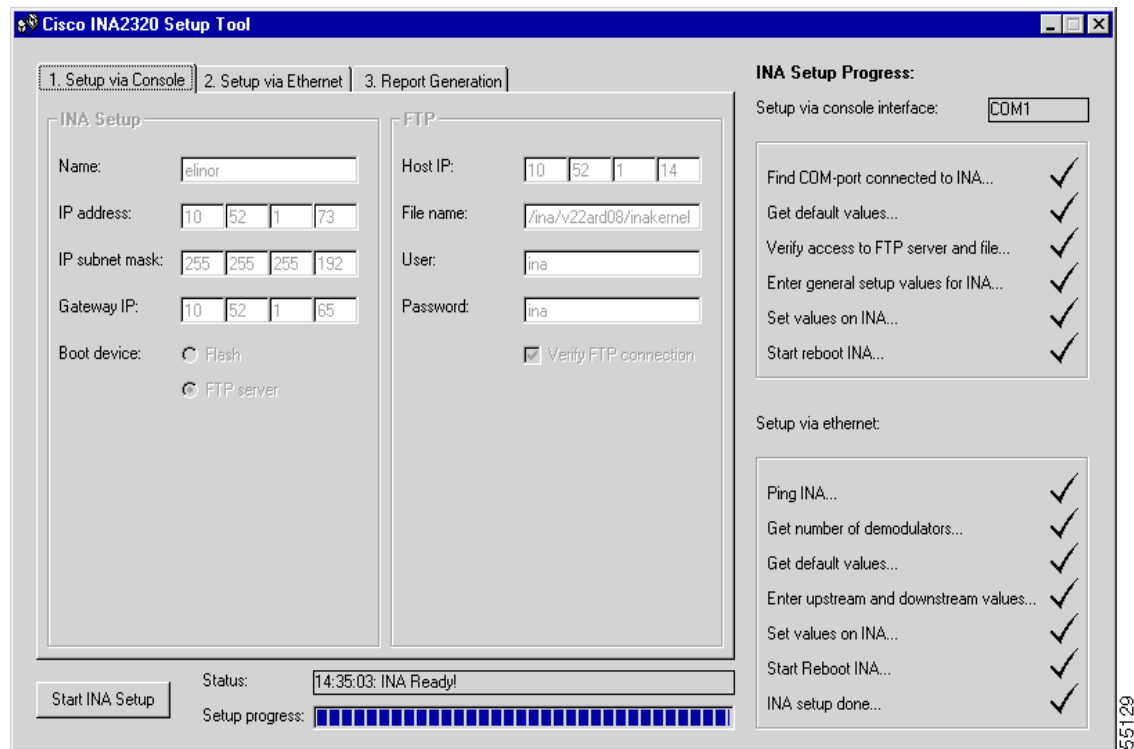 Cisco INA2320 Setup Tool
1. Setup via Console
2. Setup via Ethernet
3. Report Generation
INA Setup
Name: elinor
IP address: 10 52 1 73
IP subnet mask: 255 255 255 192
Gateway IP: 10 52 1 65
Boot device: Flash
FTP server
FTP
Host IP: 10 52 1 14
File name: /ina/v22ard08/inakernel
User: ina
Password: ina
Verify FTP connection
Start INA Setup
Status: 14:35:03: INA Ready!
Setup progress:
INA Setup Progress:
Setup via console interface: COM1
Find COM-port connected to INA...
Get default values...
Verify access to FTP server and file...
Enter general setup values for INA...
Set values on INA...
Start reboot INA...
Setup via ethernet:
Ping INA...
Get number of demodulators...
Get default values...
Enter upstream and downstream values...
Set values on INA...
Start Reboot INA...
INA setup done...
55129